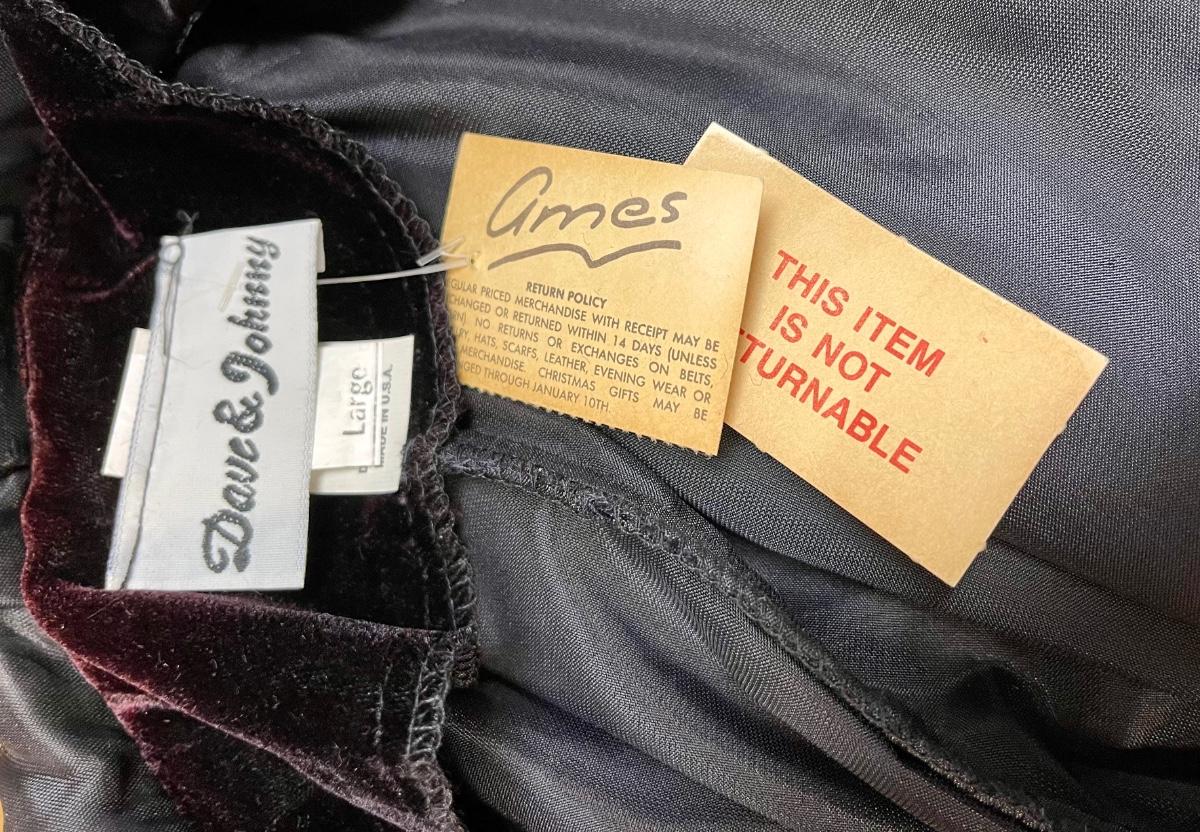 Dave & Johnny
Large
MADE IN U.S.A.
ames
RETURN POLICY
GULAR PRICED MERCHANDISE WITH RECEIPT MAY BE
CHANGED OR RETURNED WITHIN 14 DAYS (UNLESS
RN). NO RETURNS OR EXCHANGES ON BELTS,
LRY, HATS, SCARFS, LEATHER, EVENING WEAR OR
MERCHANDISE. CHRISTMAS GIFTS MAY BE
GED THROUGH JANUARY 10TH.
THIS ITEM
IS NOT
TURNABLE